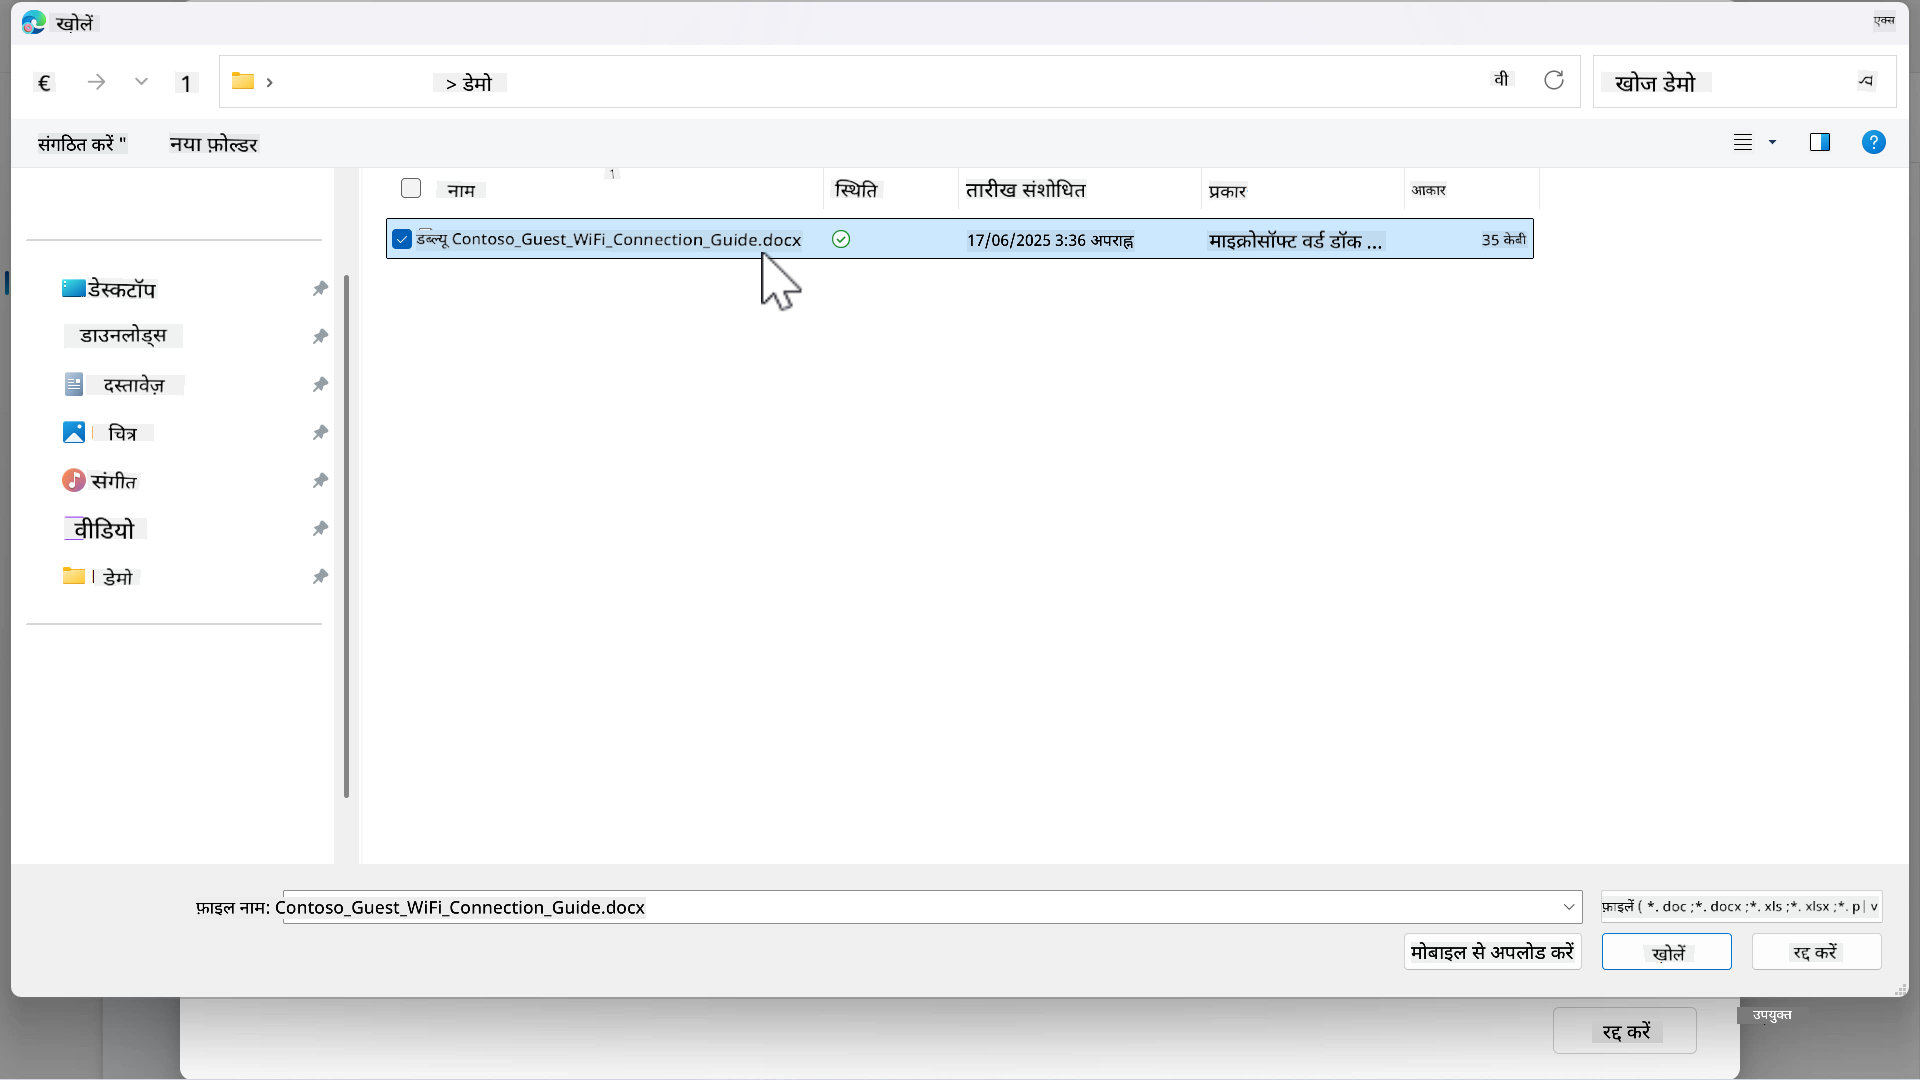 खोलें
एक्स
€
1
> डेमो
वी
खोज डेमो
संगठित करें "
नया फ़ोल्डर
1
नाम
स्थिति
तारीख संशोधित
प्रकार
आकार
डब्ल्यू Contoso_Guest_WiFi_Connection_Guide.docx
17/06/2025 3:36 अपराह्न
माइक्रोसॉफ्ट वर्ड डॉक ...
35 केबी
डेस्कटॉप
डाउनलोड्स
दस्तावेज़
चित्र
संगीत
वीडियो
डेमो
फ़ाइल नाम: Contoso_Guest_WiFi_Connection_Guide.docx
फ़ाइलें ( *. doc ;*. docx ;*. xls ;*. xlsx ;*. p| v
मोबाइल से अपलोड करें
खोलें
रद्द करें
उपयुक्त
रद्द करें